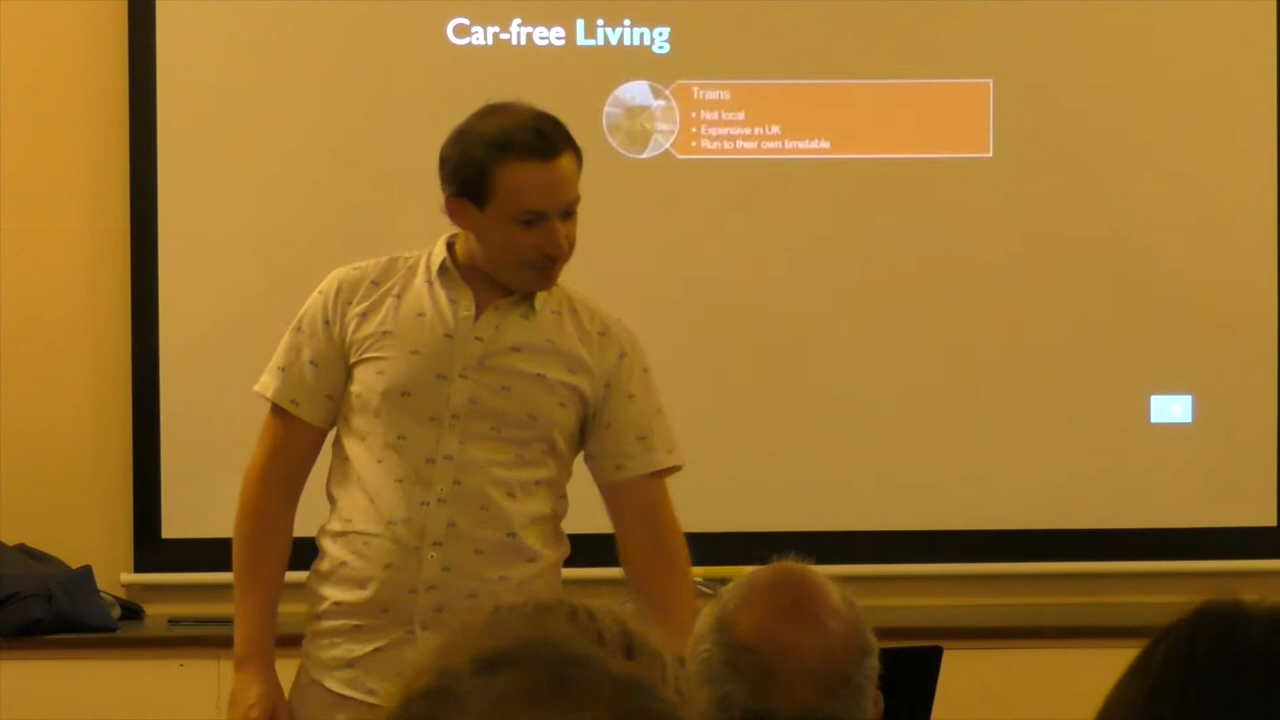 Car-free Living
Trains
• Not local
• Expensive in UK
• Run to their own timetable